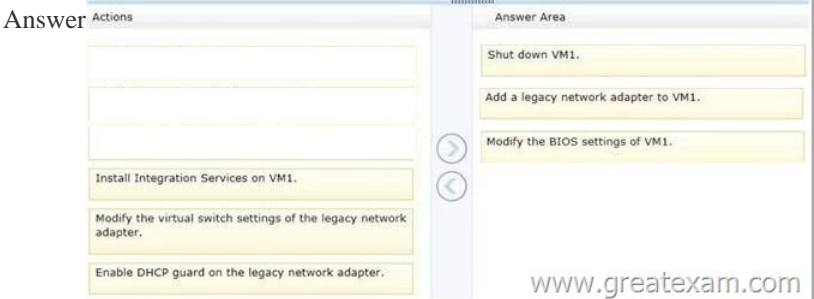 Answer
Actions
Install Integration Services on VM1.
Modify the virtual switch settings of the legacy network
adapter.
Enable DHCP guard on the legacy network adapter.
Answer Area
Shut down VM1.
Add a legacy network adapter to VM1.
Modify the BIOS settings of VM1.
www.greatexam.com